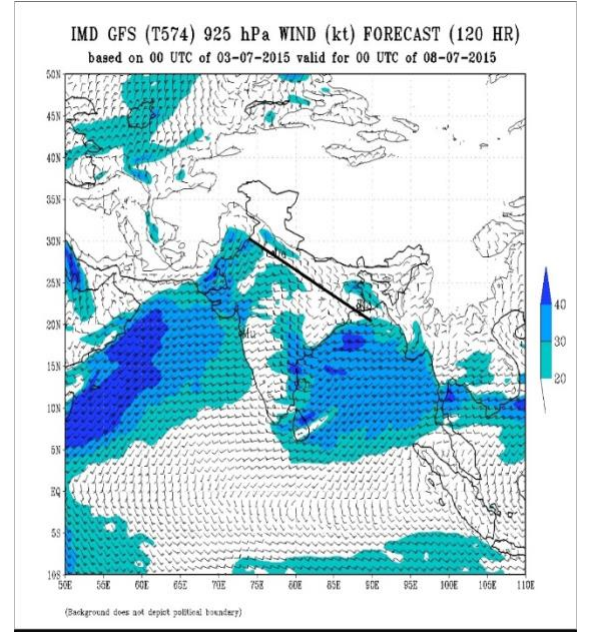 IMD GFS (T574) 925 hPa WIND (kt) FORECAST (120 HR)
based on 00 UTC of 03-07-2015 valid for 00 UTC of 08-07-2015
50N
45N
40N
35N
30N
25N
20N
15N
10N
5N
EQ
5S
10S
40
30
20
50E 55E 60E 65E 70E 75E 80E 85E 90E 95E 100E 105E 110E
(Background does not depict political boundary)